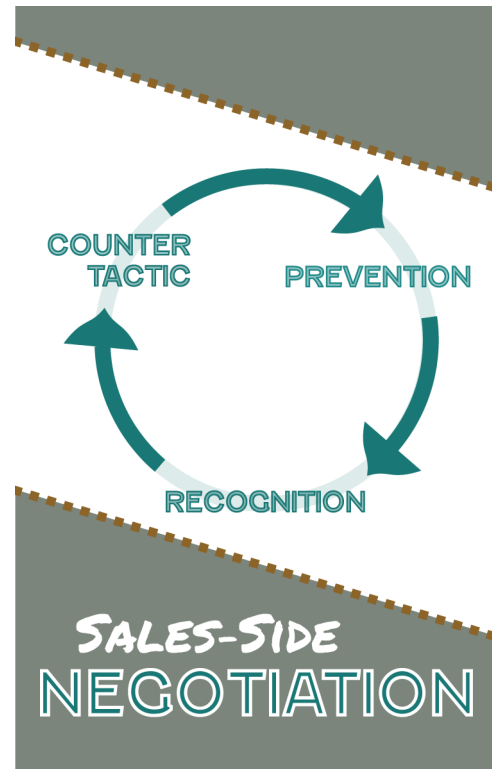 COUNTER
TACTIC
PREVENTION
RECOGNITION
SALES-SIDE
NEGOTIATION